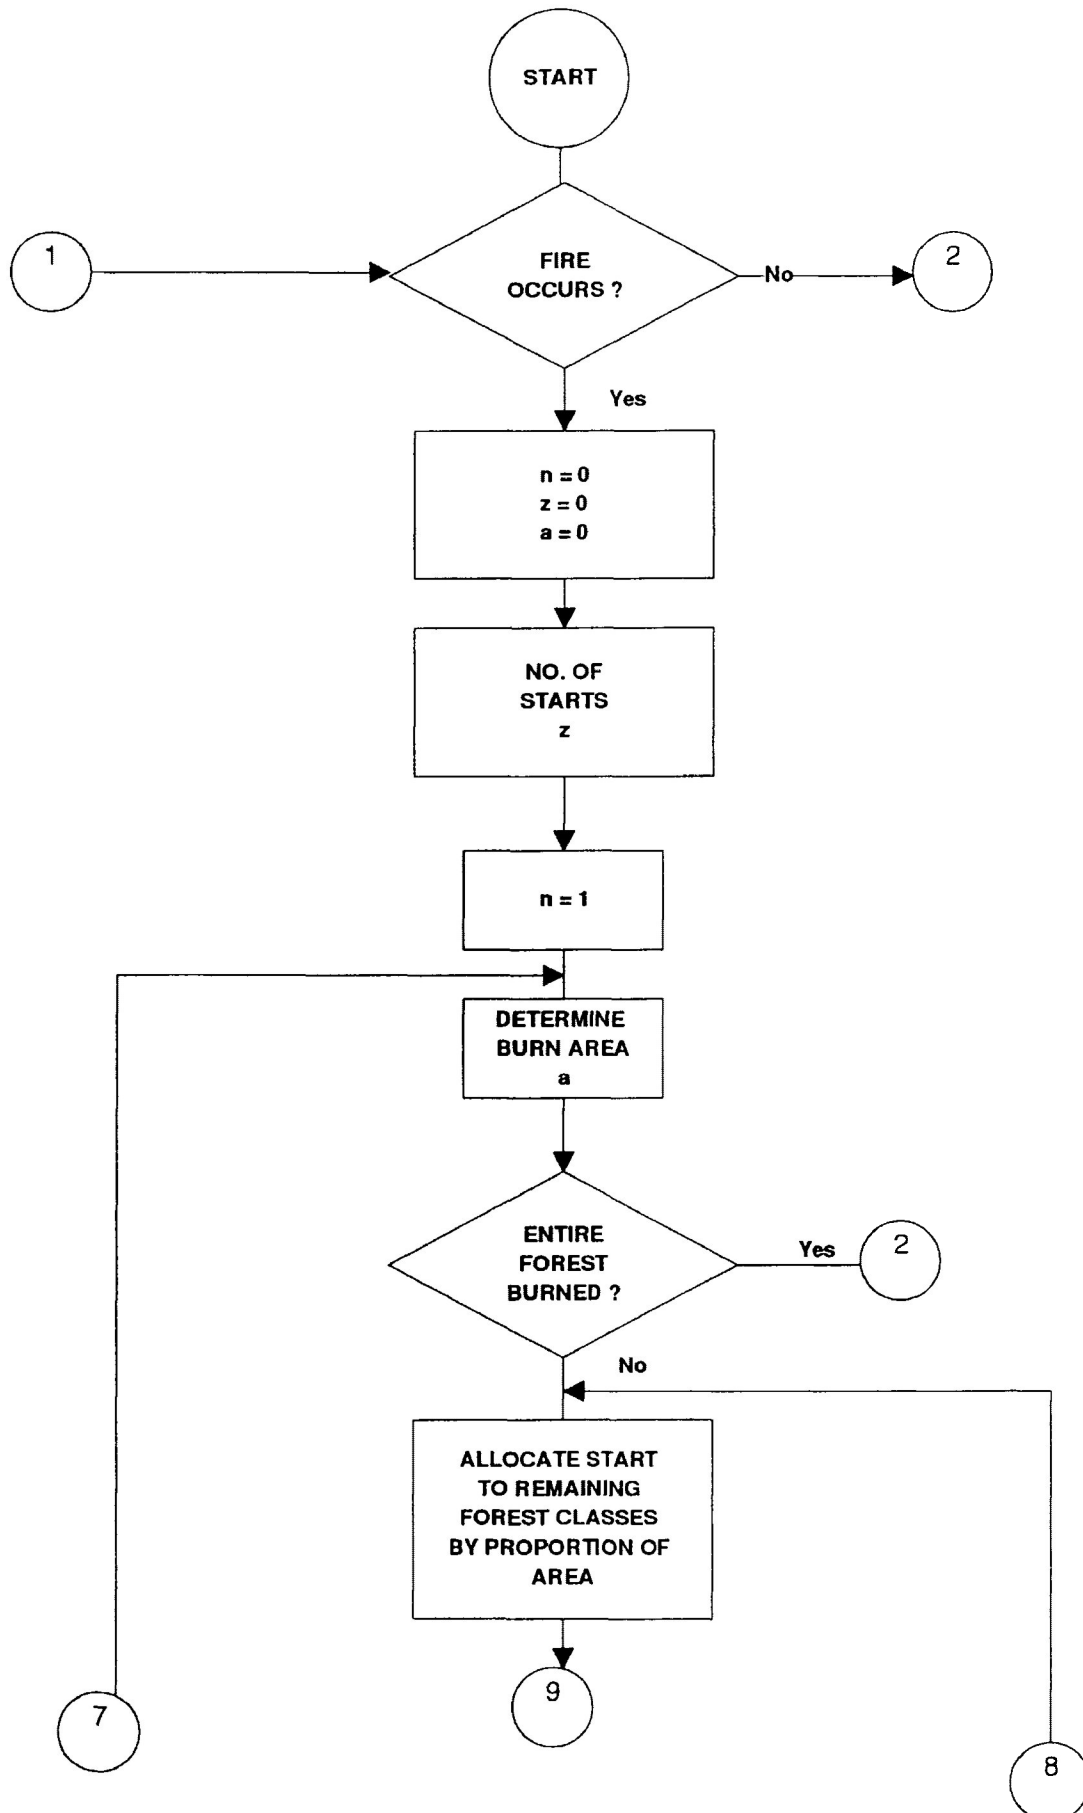 START
1
FIRE
OCCURS ?
No
2
Yes
n = 0
z = 0
a = 0
NO. OF
STARTS
z
n = 1
DETERMINE
BURN AREA
a
ENTIRE
FOREST
BURNED ?
Yes
2
No
ALLOCATE START
TO REMAINING
FOREST CLASSES
BY PROPORTION OF
AREA
9
7
8